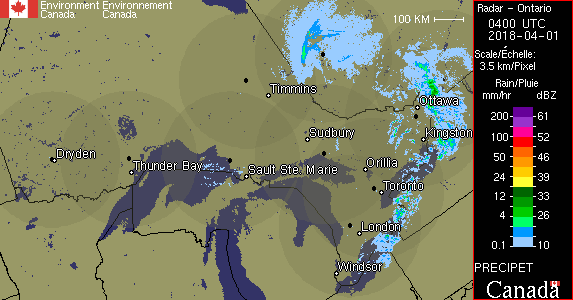 Environment Environnement
Canada Canada
100 KM
Timmins
Ottawa
Sudbury
Kingston
Dryden
Thunder Bay
Sault Ste. Marie
Orillia
Toronto
London
Windsor
Radar - Ontario
0400 UTC
2018-04-01
Scale/Échelle:
3.5 km/Pixel
Rain/Pluie
mm/hr dBZ
200 61
100 52
50 46
24 39
12 33
4 26
0.1 10
PRECIPET
Canada